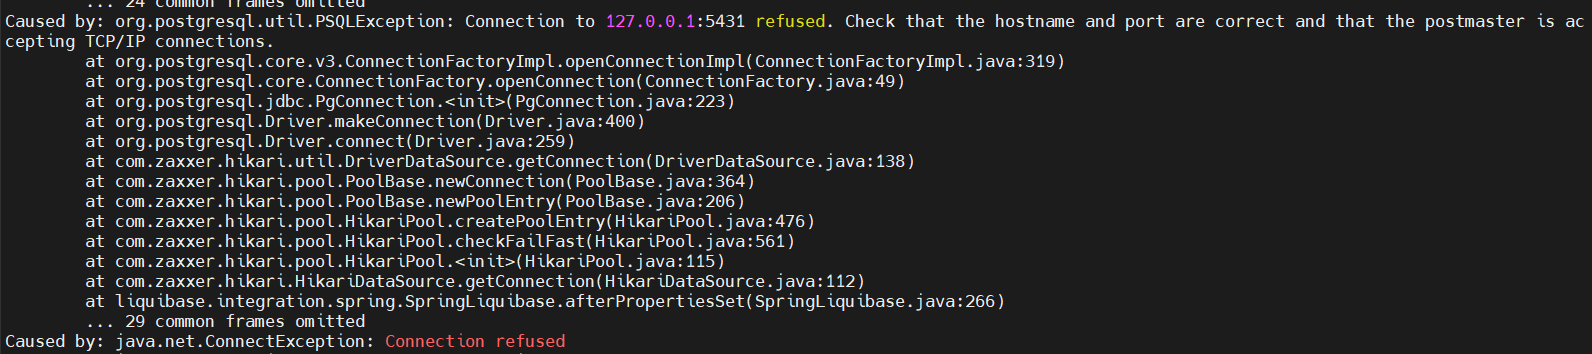 ... 24 common frames omitted
Caused by: org.postgresql.util.PSQLException: Connection to 127.0.0.1:5431 refused. Check that the hostname and port are correct and that the postmaster is ac
cepting TCP/IP connections.
at org.postgresql.core.v3.ConnectionFactoryImpl.openConnectionImpl(ConnectionFactoryImpl.java:319)
at org.postgresql.core.ConnectionFactory.openConnection(ConnectionFactory.java:49)
at org.postgresql.jdbc.PgConnection.<init>(PgConnection.java:223)
at org.postgresql.Driver.makeConnection(Driver.java:400)
at org.postgresql.Driver.connect(Driver.java:259)
at com.zaxxer.hikari.util.DriverDataSource.getConnection(DriverDataSource.java:138)
at com.zaxxer.hikari.pool.PoolBase.newConnection(PoolBase.java:364)
at com.zaxxer.hikari.pool.PoolBase.newPoolEntry(PoolBase.java:206)
at com.zaxxer.hikari.pool.HikariPool.createPoolEntry(HikariPool.java:476)
at com.zaxxer.hikari.pool.HikariPool.checkFailFast(HikariPool.java:561)
at com.zaxxer.hikari.pool.HikariPool.<init>(HikariPool.java:115)
at com.zaxxer.hikari.HikariDataSource.getConnection(HikariDataSource.java:112)
at liquibase.integration.spring.SpringLiquibase.afterPropertiesSet(SpringLiquibase.java:266)
... 29 common frames omitted
Caused by: java.net.ConnectException: Connection refused